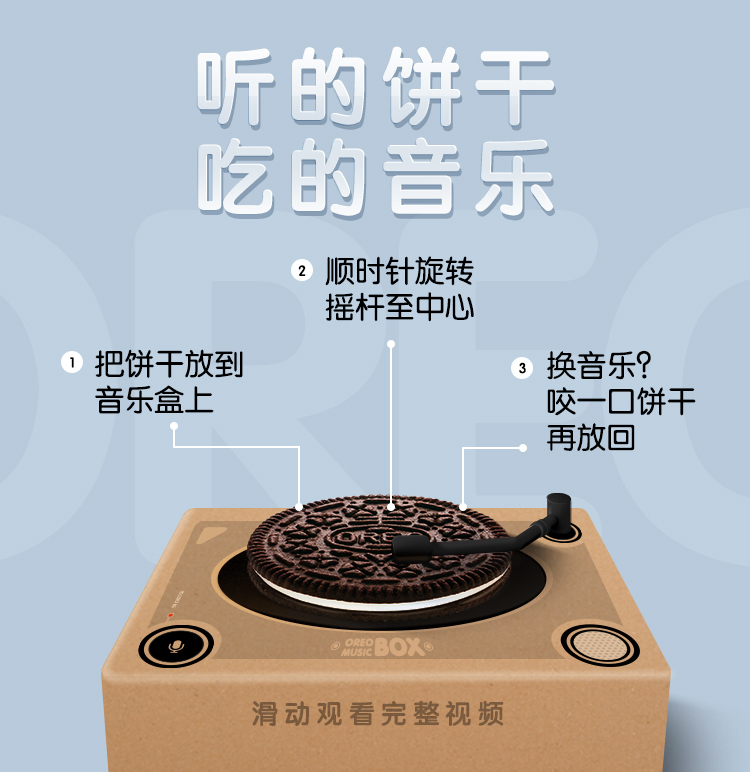 听的饼干
吃的音乐
2 顺时针旋转
摇杆至中心
1 把饼干放到
音乐盒上
3 换音乐?
咬一口饼干
再放回
OREO
OREO
MUSIC BOX
滑动观看完整视频